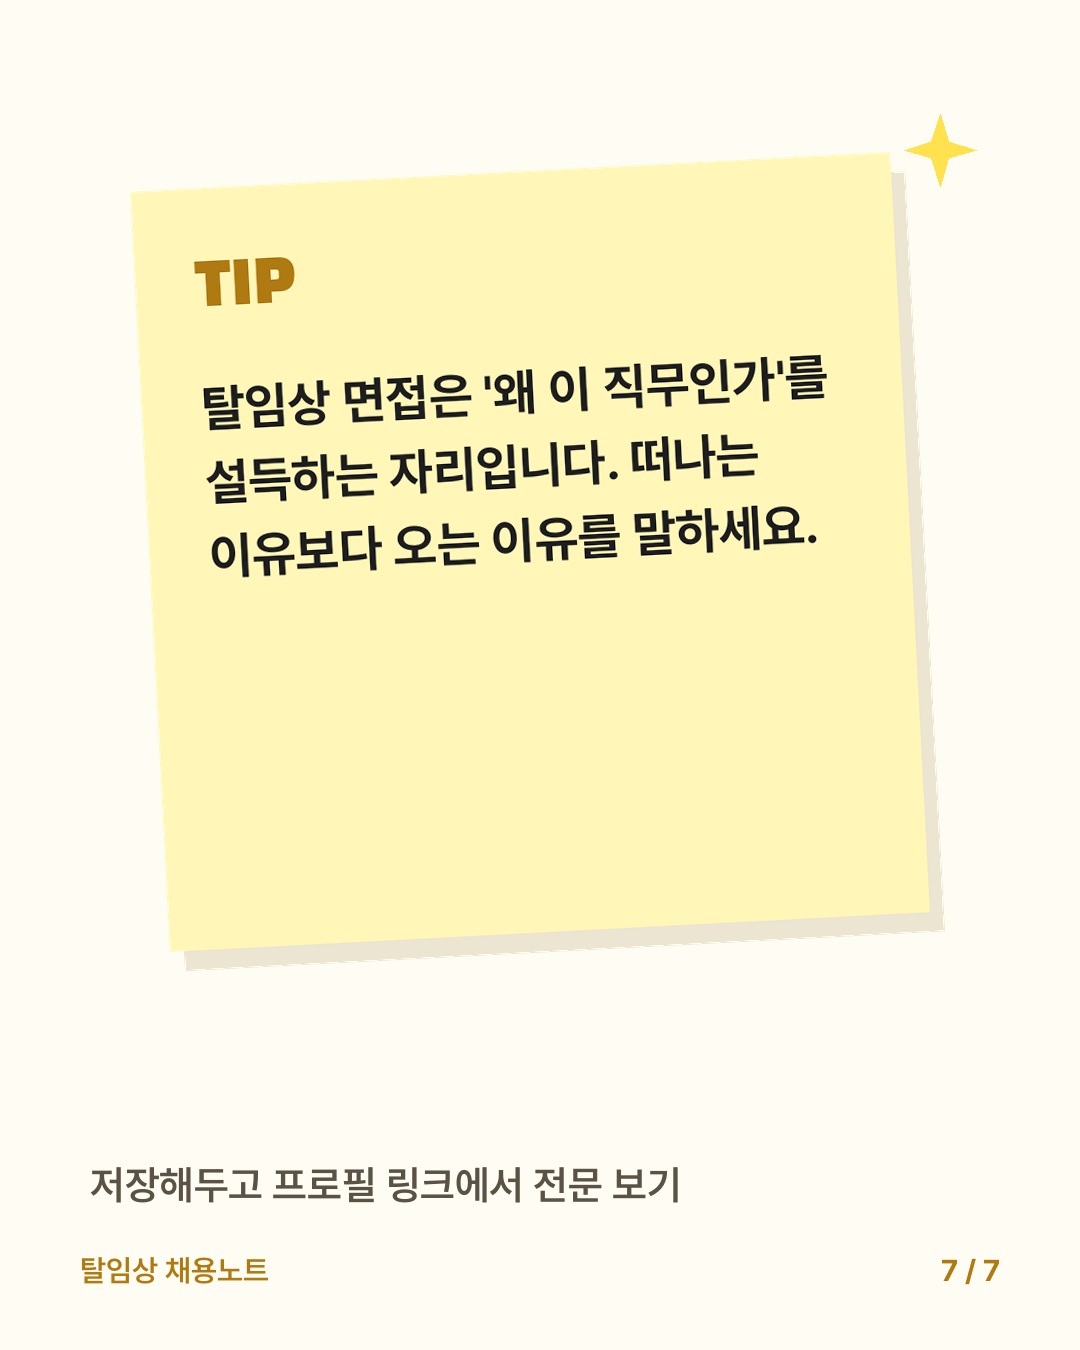 TIP
탈임상 면접은 '왜 이 직무인가'를
설득하는 자리입니다. 떠나는
이유보다 오는 이유를 말하세요.
저장해두고 프로필 링크에서 전문 보기
탈임상 채용노트
7 / 7